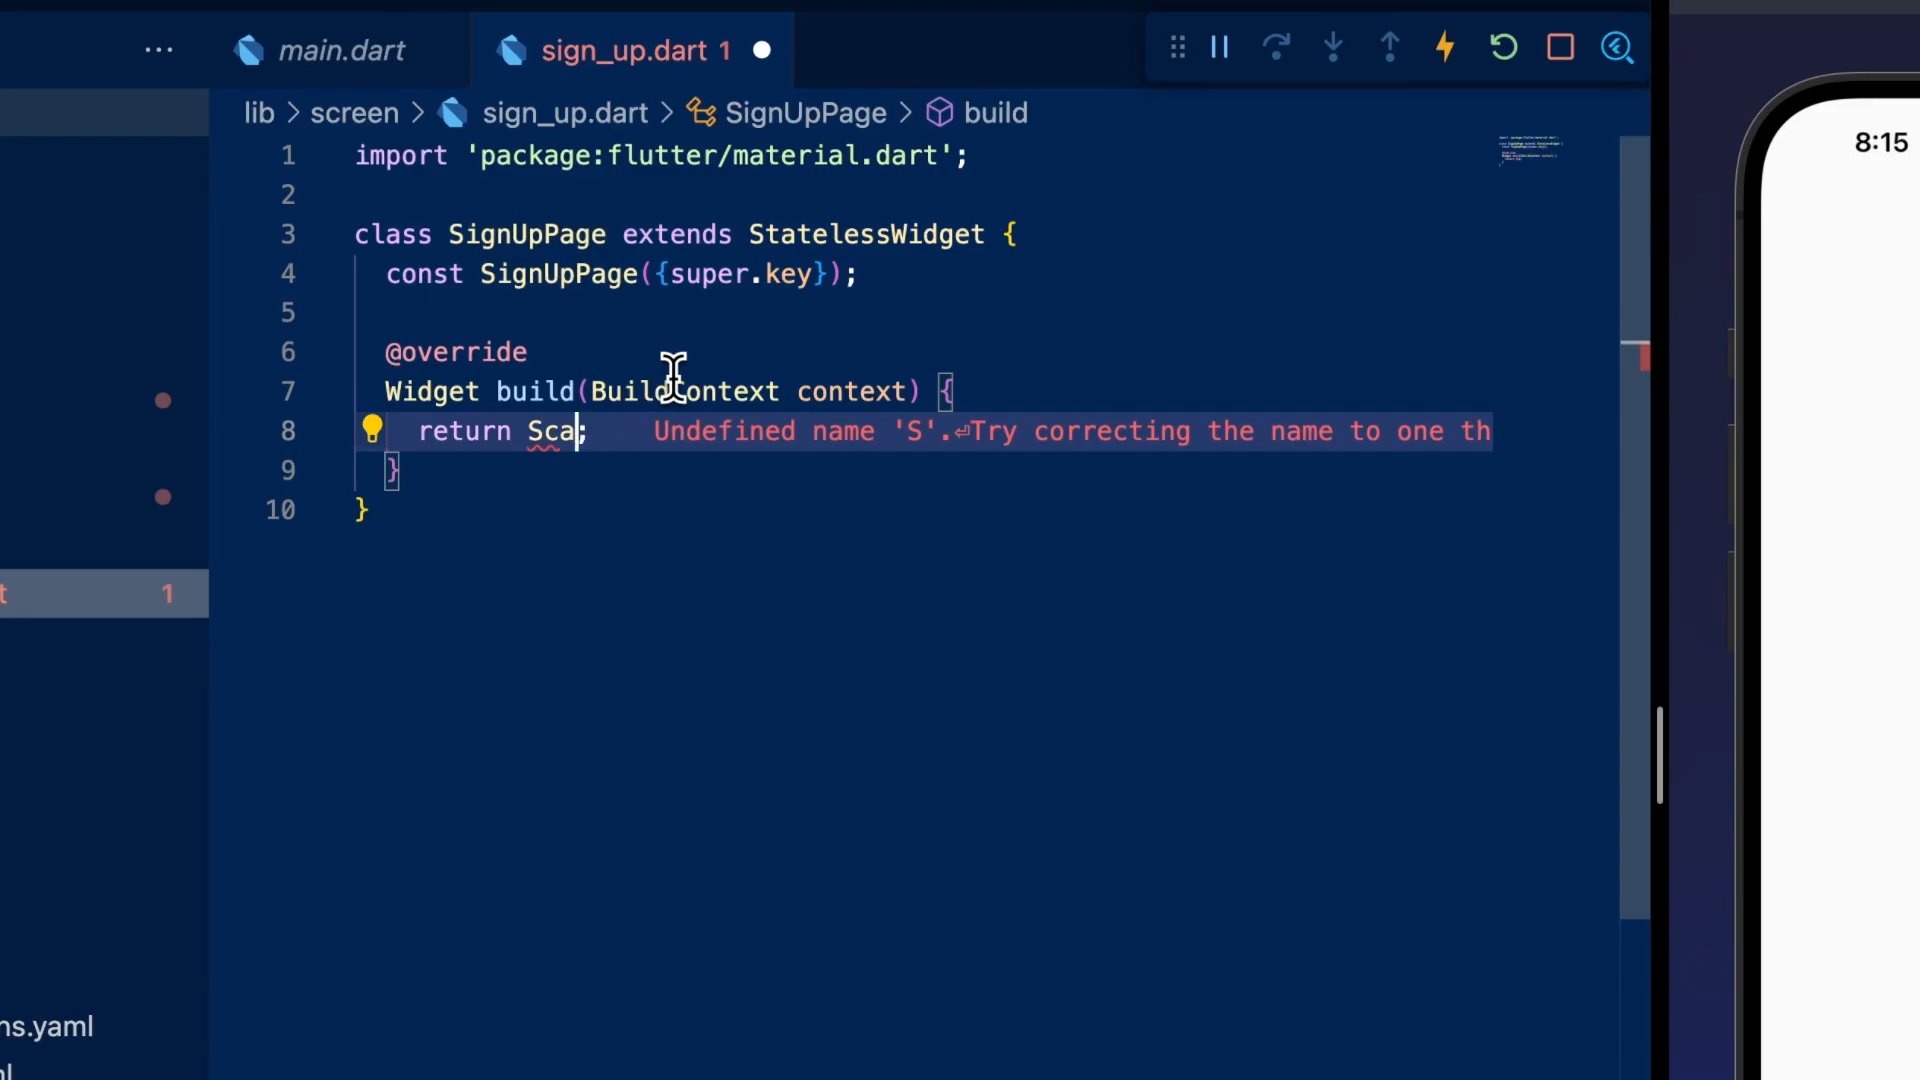 ... main.dart sign_up.dart 1
lib > screen > sign_up.dart > SignUpPage > build
8:15
1 import 'package:flutter/material.dart';
2
3 class SignUpPage extends StatelessWidget {
4 const SignUpPage({super.key});
5
6 @override
7 Widget build(BuildContext context) {
8 return Sca; Undefined name 'S'.⏎Try correcting the name to one th
9 }
10 }
t 1
ns.yaml